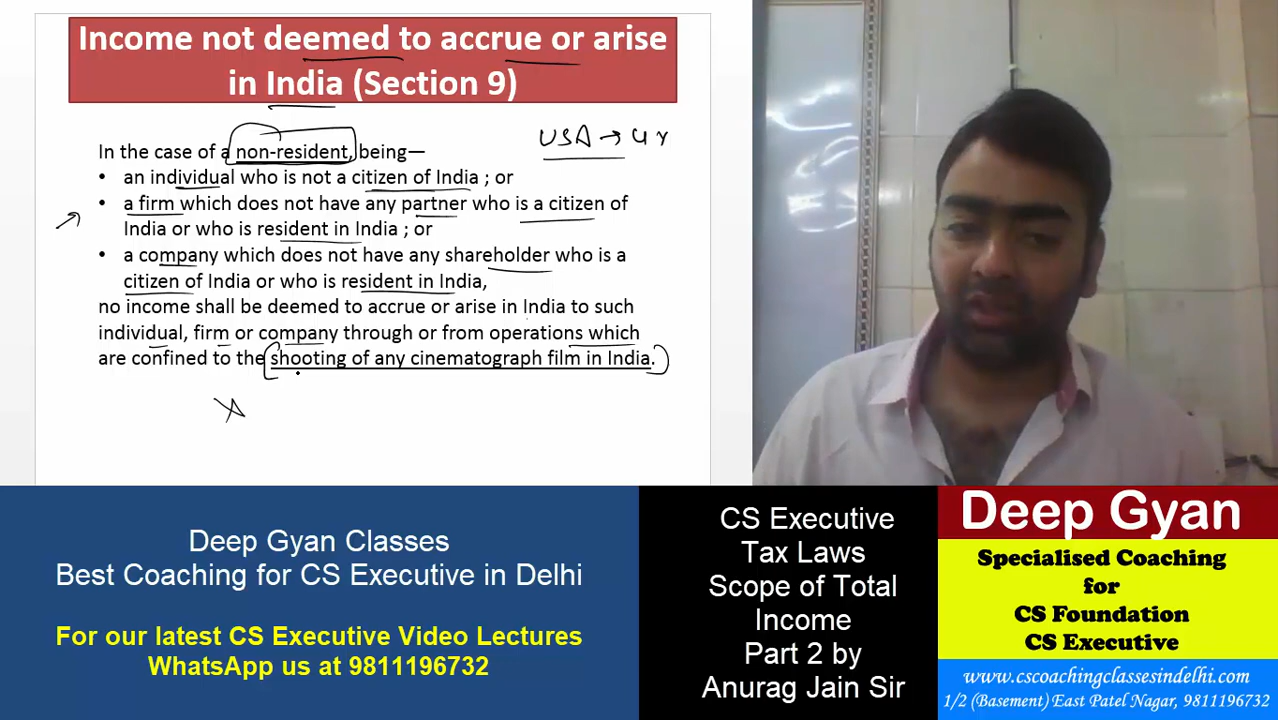 Income not deemed to accrue or arise
in India (Section 9)
USA → 4 x
In the case of a non-resident, being—
• an individual who is not a citizen of India ; or
• a firm which does not have any partner who is a citizen of
India or who is resident in India ; or
• a company which does not have any shareholder who is a
citizen of India or who is resident in India,
no income shall be deemed to accrue or arise in India to such
individual, firm or company through or from operations which
are confined to the shooting of any cinematograph film in India.
Deep Gyan Classes
Best Coaching for CS Executive in Delhi
For our latest CS Executive Video Lectures
WhatsApp us at 9811196732
CS Executive
Tax Laws
Scope of Total
Income
Part 2 by
Anurag Jain Sir
Deep Gyan
Specialised Coaching
for
CS Foundation
CS Executive
www.cscoachingclassesindelhi.com
1/2 (Basement) East Patel Nagar, 9811196732